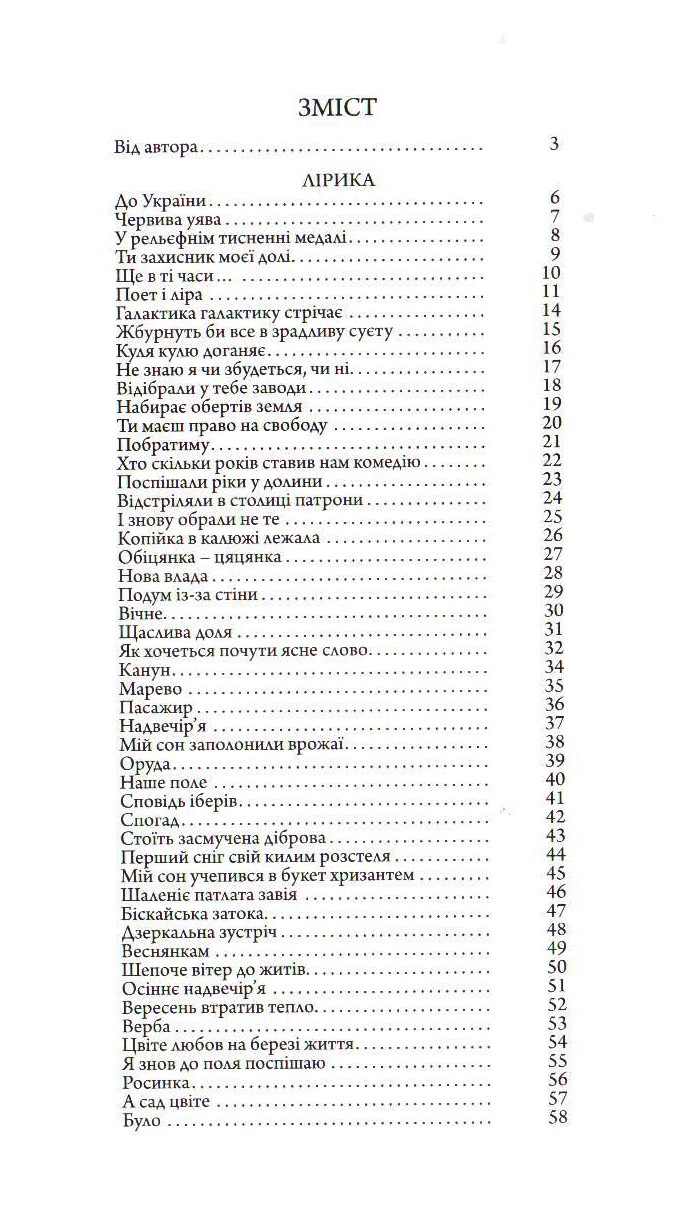 ЗМІСТ
Від автора.................................. 3
ЛІРИКА
До України.................................. 6
Червива уява................................ 7
У рельєфнім тисненні медалі................. 8
Ти захисник моєї долі....................... 9
Ще в ті часи... ............................ 10
Поет і ліра ................................ 11
Галактика галактику стрічає ................ 14
Жбурнуть би все в зрадливу суєту ........... 15
Куля кулю доганяє........................... 16
Не знаю я чи збудеться, чи ні............... 17
Відібрали у тебе заводи..................... 18
Набирає обертів земля ...................... 19
Ти маєш право на свободу ................... 20
Побратиму................................... 21
Хто скільки років ставив нам комедію........ 22
Поспішали ріки у долини..................... 23
Відстріляли в столиці патрони............... 24
І знову обрали не те ....................... 25
Копійка в калюжі лежала .................... 26
Обіцянка – цяцянка.......................... 27
Нова влада.................................. 28
Подум із-за стіни........................... 29
Вічне....................................... 30
Щаслива доля ............................... 31
Як хочеться почути ясне слово............... 32
Канун....................................... 34
Марево ..................................... 35
Пасажир..................................... 36
Надвечір’я ................................. 37
Мій сон заполонили врожаї................... 38
Оруда....................................... 39
Наше поле .................................. 40
Сповідь іберів.............................. 41
Спогад...................................... 42
Стоїть засмучена діброва.................... 43
Перший сніг свій килим розстеля ............ 44
Мій сон учепився в букет хризантем ......... 45
Шаленіє патлата завія ...................... 46
Біскайська затока........................... 47
Дзеркальна зустріч ......................... 48
Веснянкам .................................. 49
Шепоче вітер до житів....................... 50
Осіннє надвечір’я .......................... 51
Вересень втратив тепло...................... 52
Верба ...................................... 53
Цвіте любов на березі життя................. 54
Я знов до поля поспішаю .................... 55
Росинка..................................... 56
А сад цвіте ................................ 57
Було ....................................... 58